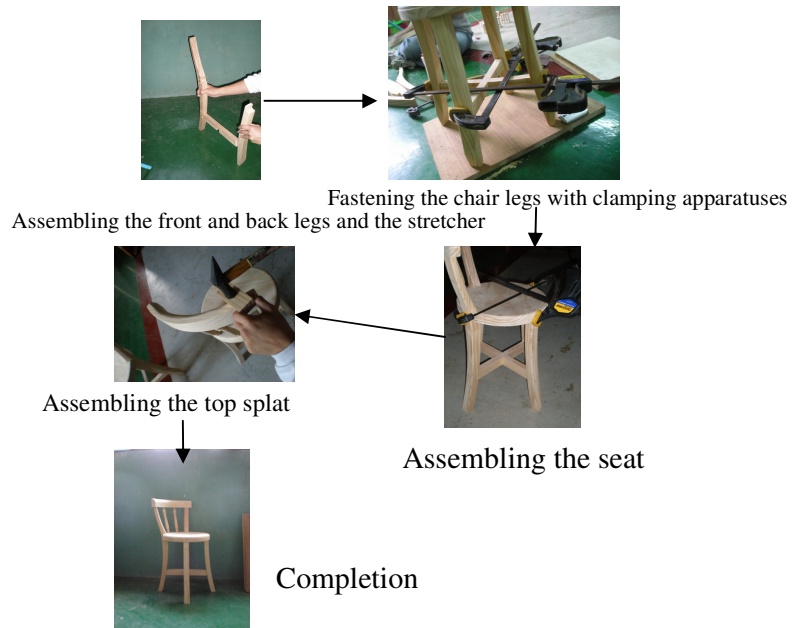 Fastening the chair legs with clamping apparatuses
Assembling the front and back legs and the stretcher
Assembling the top splat
Assembling the seat
Completion